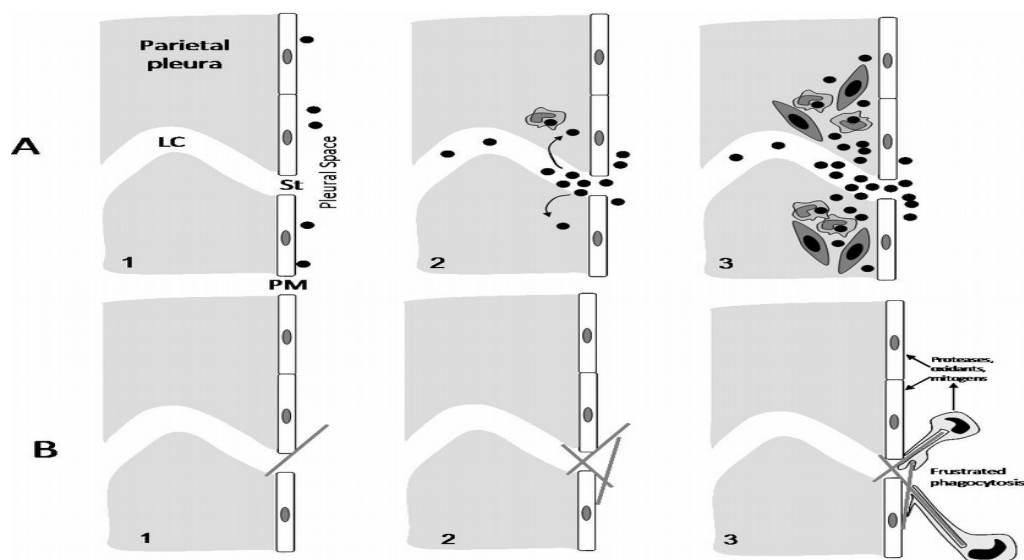 A
Parietal
pleura
LC
St
Pleural Space
1
PM
2
3
B
1
2
Proteases,
oxidants,
mitogens
Frustrated
phagocytosis
3